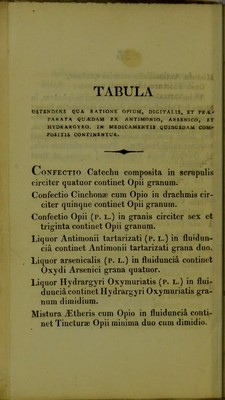 TABULA
OSTENDENS QUA RATIONE OPIUM, DIGITALIS, ET PRÆ-
PARATA QUÆDAM EX ANTIMONIO, ARSENICO, ET
HYDRARGYRO, IN MEDICAMENTIS QUIBUSDAM COM-
POSITIS CONTINENTUR.
CONFECTIO Catechu composita in scrupulis
circiter quatuor continet Opii granum.
Confectio Cinchonæ cum Opio in drachmis cir-
citer quinque continet Opii granum.
Confectio Opii (P. L.) in granis circiter sex et
triginta continet Opii granum.
Liquor Antimonii tartarizati (P. L.) in fluidun-
ciâ continet Antimonii tartarizati grana duo.
Liquor arsenicalis (P. L.) in fluidunciâ continet
Oxydi Arsenici grana quatuor.
Liquor Hydrargyri Oxymuriatis (P. L.) in flui-
dunciâ continet Hydrargyri Oxymuriatis gra-
num dimidium.
Mistura Ætheris cum Opio in fluidunciâ conti-
net Tincturæ Opii minima duo cum dimidio.